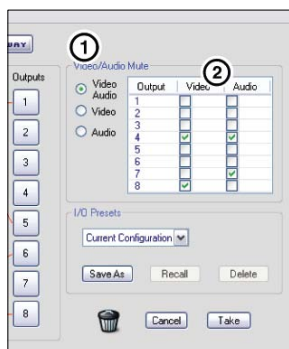 1
Video/Audio Mute
2
Outputs
Video Audio
Video
Audio
Output Video Audio
1
2
3
4
5
6
7
8
1
2
3
4
5
6
7
8
I/O Presets
Current Configuration
Save As Recall Delete
Cancel Take